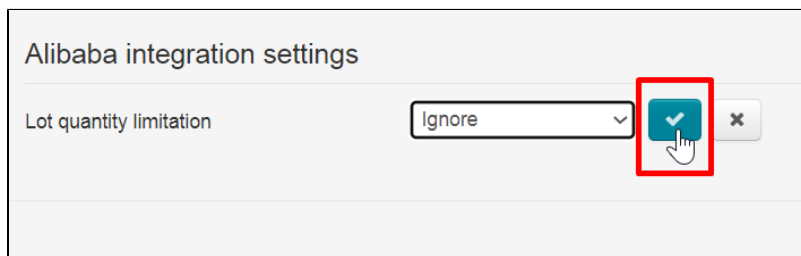 Alibaba integration settings
Lot quantity limitation
Ignore